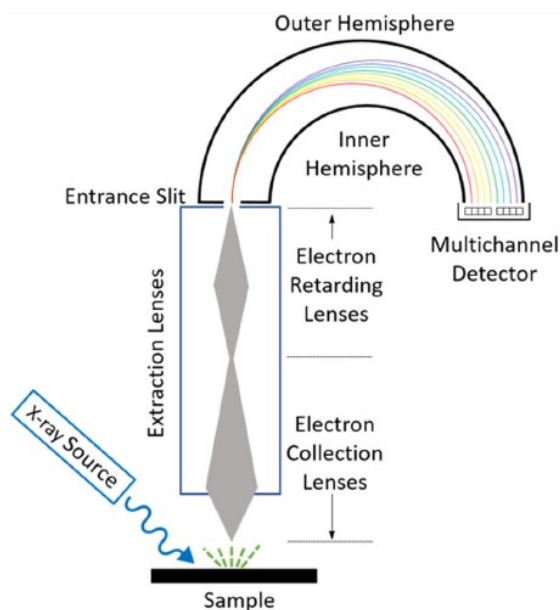 Outer Hemisphere
Inner
Hemisphere
Entrance Slit
Multichannel
Detector
Electron
Retarding
Lenses
Extraction Lenses
Electron
Collection
Lenses
X-ray Source
Sample